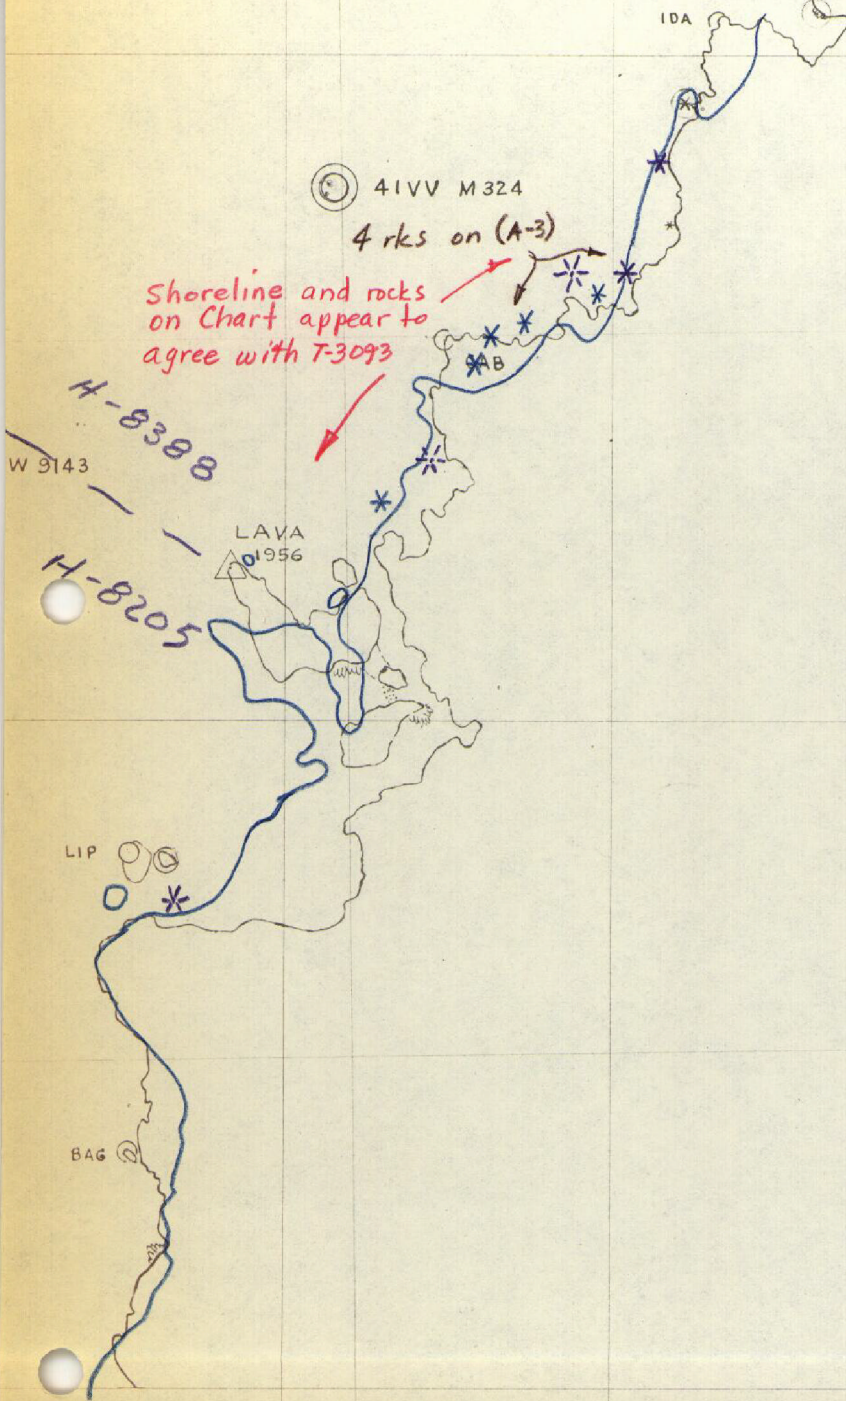 IDA
41VV M324
4 rks on (A-3)
Shoreline and rocks
on Chart appear to
agree with T-3093
H-8388
W 9143
LAVA
1956
H-8205
LIP
BAG